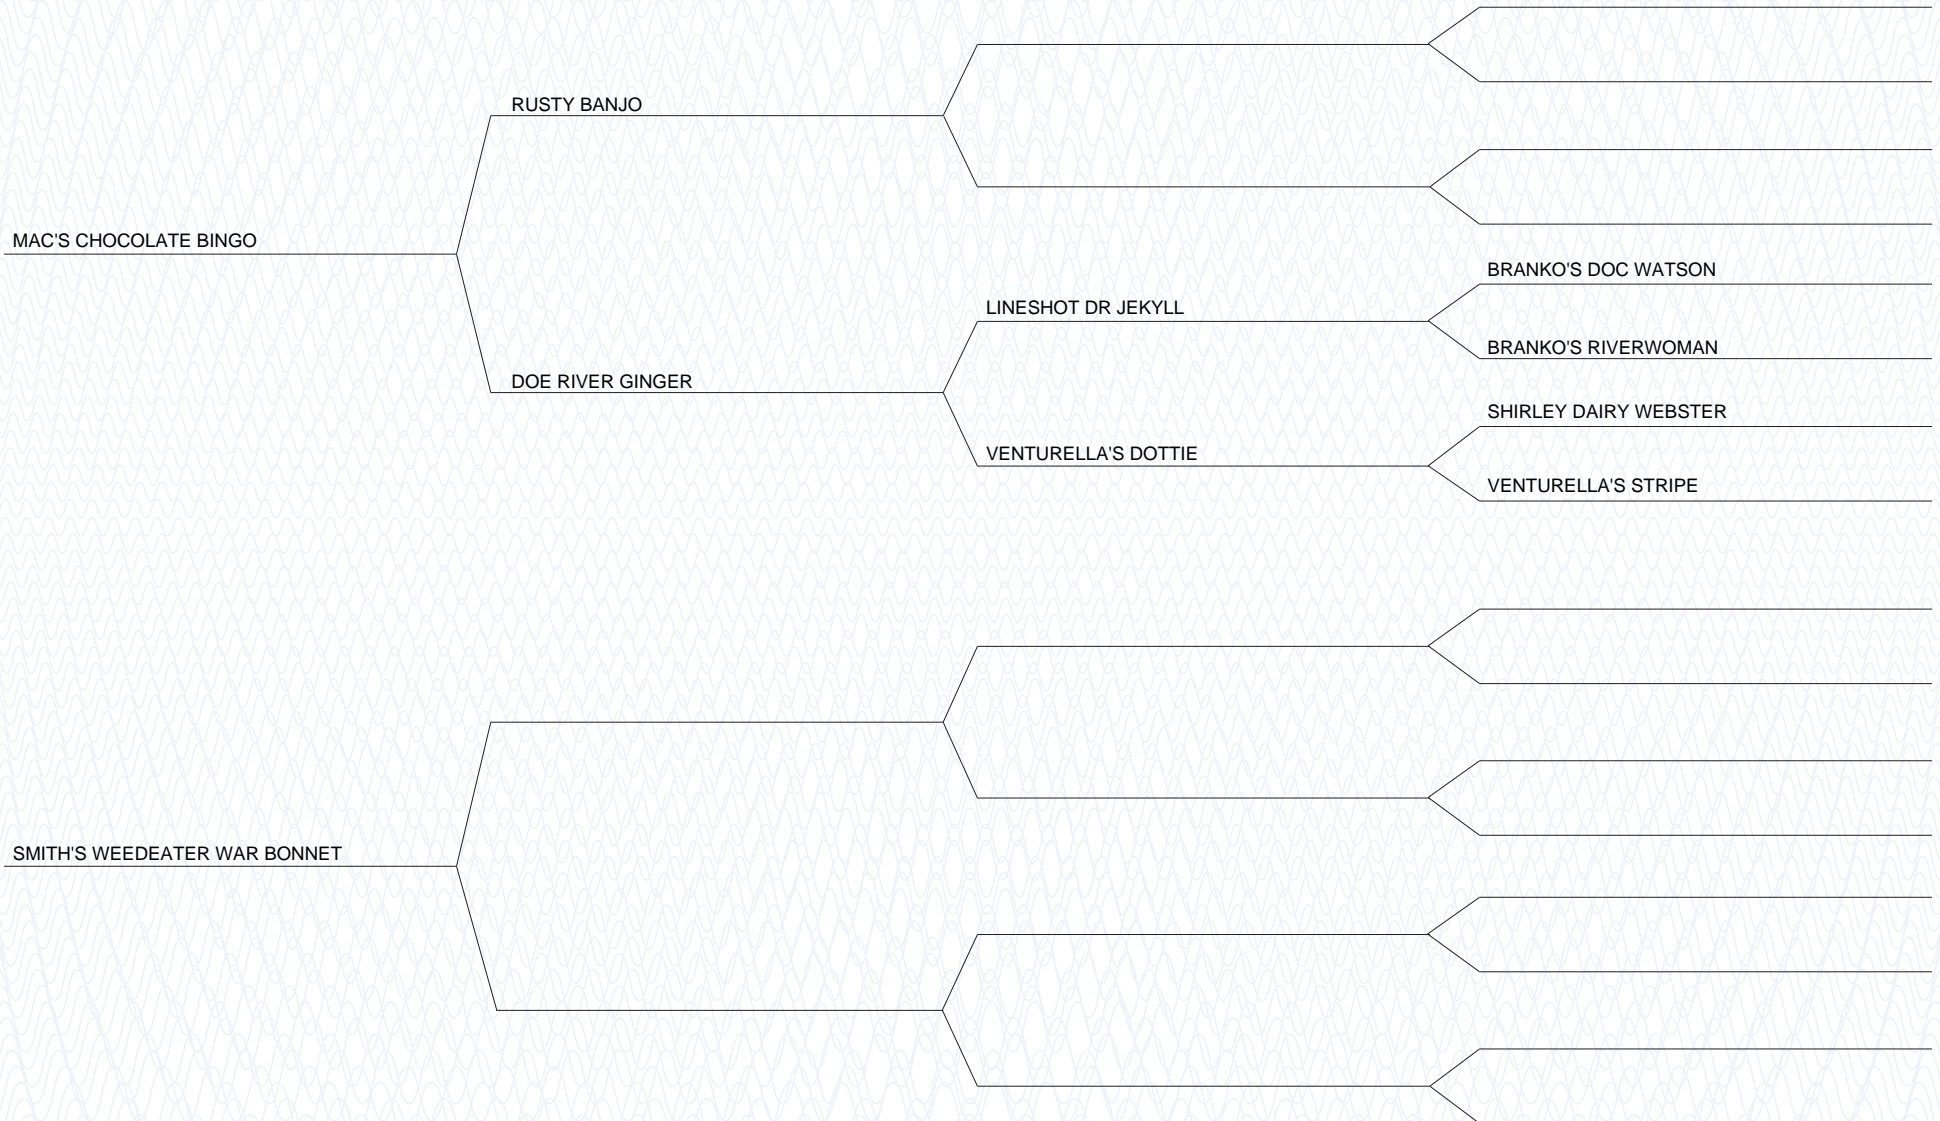 RUSTY BANJO
MAC'S CHOCOLATE BINGO
BRANKO'S DOC WATSON
LINESHOT DR JEKYLL
BRANKO'S RIVERWOMAN
DOE RIVER GINGER
SHIRLEY DAIRY WEBSTER
VENTURELLA'S DOTTIE
VENTURELLA'S STRIPE
SMITH'S WEEDEATER WAR BONNET